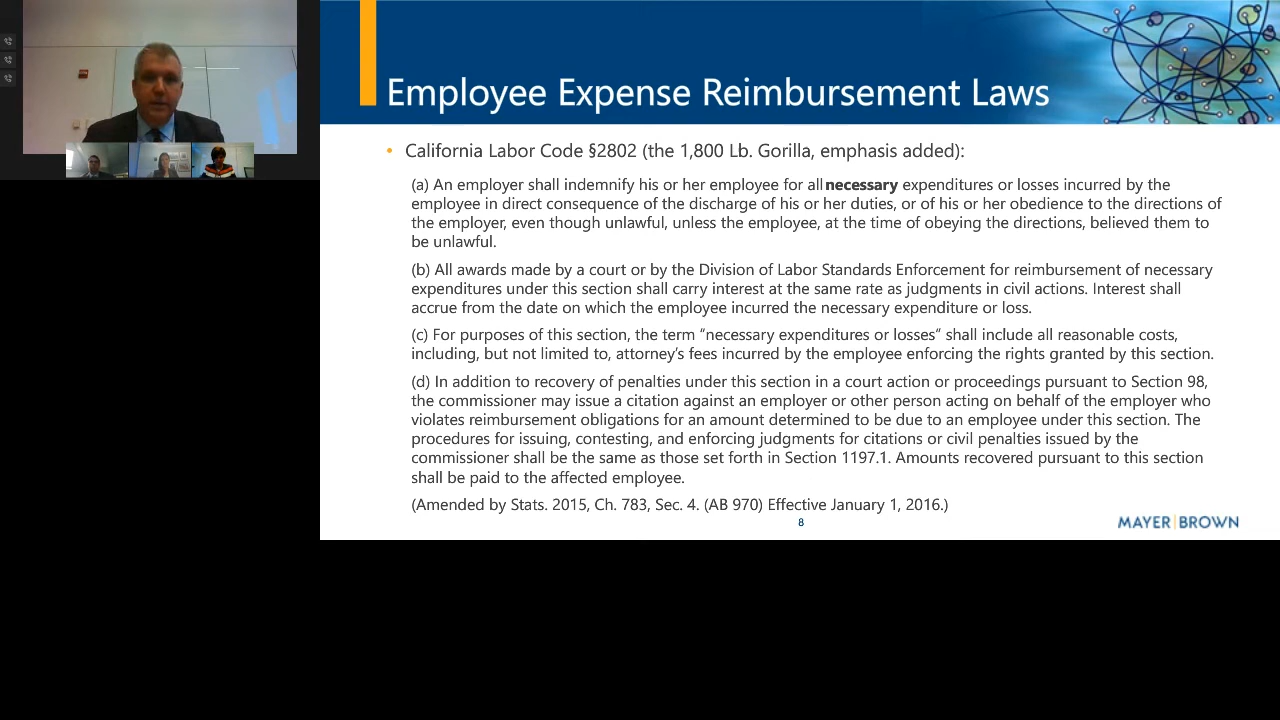 Employee Expense Reimbursement Laws
• California Labor Code §2802 (the 1,800 Lb. Gorilla, emphasis added):
(a) An employer shall indemnify his or her employee for all necessary expenditures or losses incurred by the
employee in direct consequence of the discharge of his or her duties, or of his or her obedience to the directions of
the employer, even though unlawful, unless the employee, at the time of obeying the directions, believed them to
be unlawful.
(b) All awards made by a court or by the Division of Labor Standards Enforcement for reimbursement of necessary
expenditures under this section shall carry interest at the same rate as judgments in civil actions. Interest shall
accrue from the date on which the employee incurred the necessary expenditure or loss.
(c) For purposes of this section, the term “necessary expenditures or losses” shall include all reasonable costs,
including, but not limited to, attorney’s fees incurred by the employee enforcing the rights granted by this section.
(d) In addition to recovery of penalties under this section in a court action or proceedings pursuant to Section 98,
the commissioner may issue a citation against an employer or other person acting on behalf of the employer who
violates reimbursement obligations for an amount determined to be due to an employee under this section. The
procedures for issuing, contesting, and enforcing judgments for citations or civil penalties issued by the
commissioner shall be the same as those set forth in Section 1197.1. Amounts recovered pursuant to this section
shall be paid to the affected employee.
(Amended by Stats. 2015, Ch. 783, Sec. 4. (AB 970) Effective January 1, 2016.)
8
MAYER | BROWN